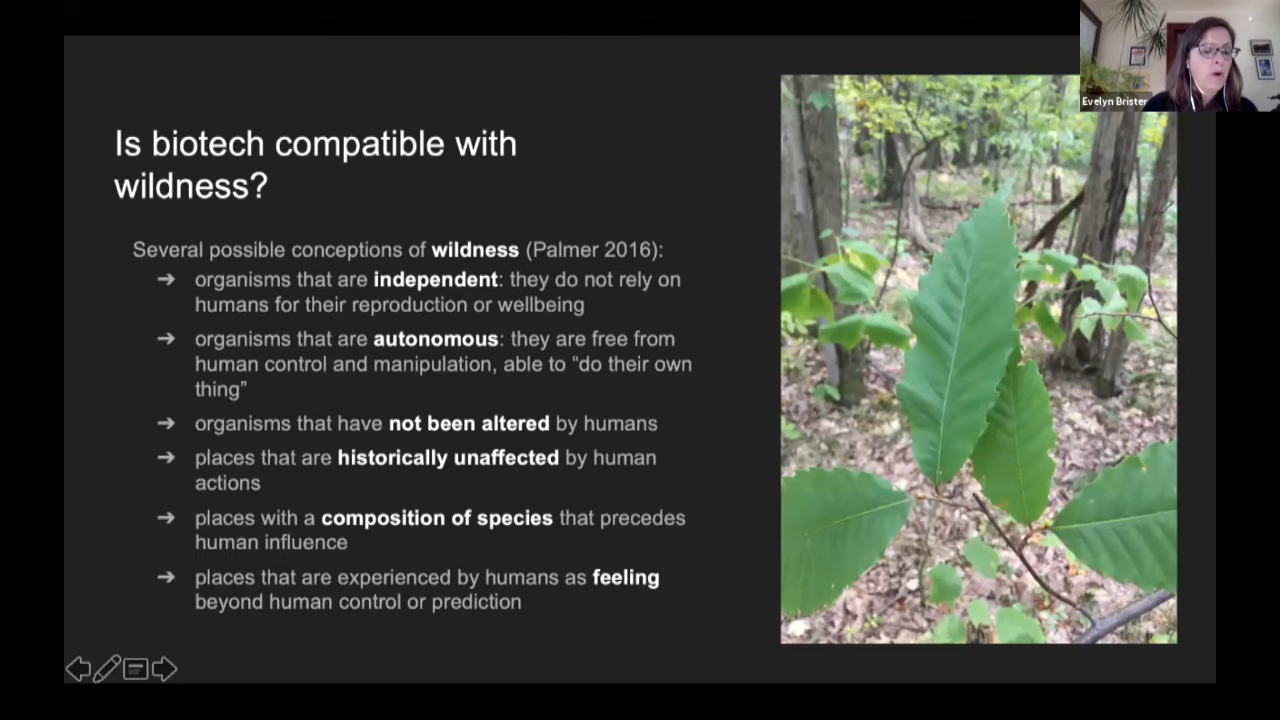 Is biotech compatible with
wildness?
Several possible conceptions of wildness (Palmer 2016):
➔ organisms that are independent: they do not rely on
humans for their reproduction or wellbeing
➔ organisms that are autonomous: they are free from
human control and manipulation, able to “do their own
thing”
➔ organisms that have not been altered by humans
➔ places that are historically unaffected by human
actions
➔ places with a composition of species that precedes
human influence
➔ places that are experienced by humans as feeling
beyond human control or prediction
Evelyn Brister